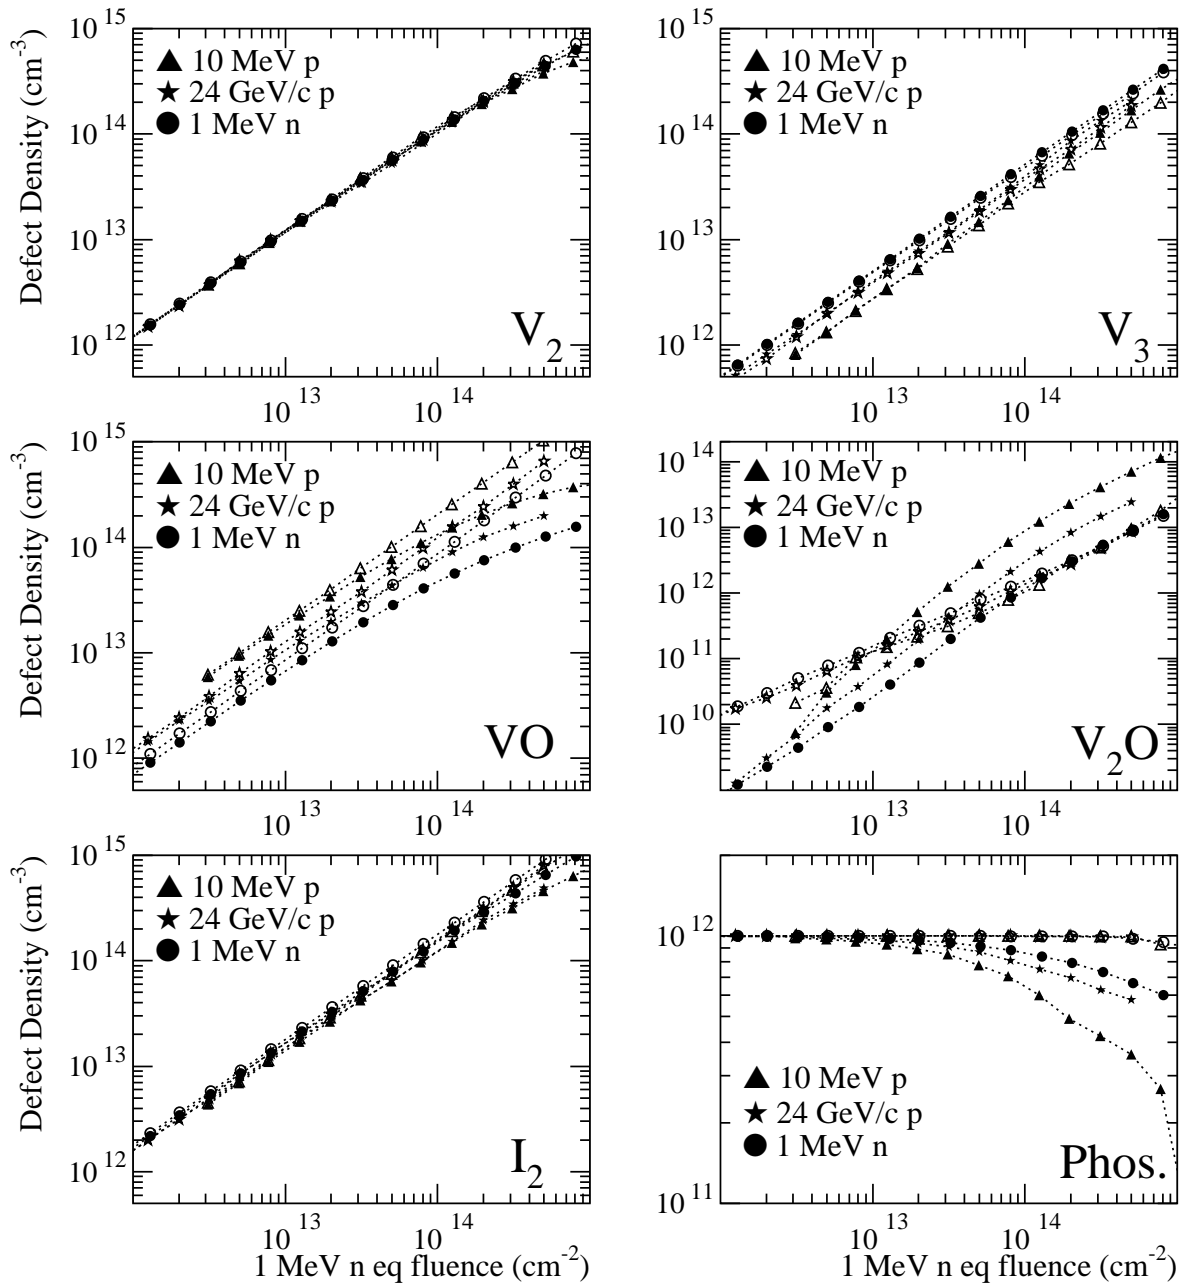 10^15
10^14
10^13
10^12
Defect Density (cm^-3)
10 MeV p
24 GeV/c p
1 MeV n
V_2
10^13
10^14
10^15
10^14
10^13
10^12
10 MeV p
24 GeV/c p
1 MeV n
V_3
10^13
10^14
10^15
10^14
10^13
10^12
Defect Density (cm^-3)
10 MeV p
24 GeV/c p
1 MeV n
VO
10^13
10^14
10^14
10^13
10^12
10^11
10^10
10 MeV p
24 GeV/c p
1 MeV n
V_2O
10^13
10^14
10^15
10^14
10^13
10^12
Defect Density (cm^-3)
10 MeV p
24 GeV/c p
1 MeV n
I_2
10^13
10^14
1 MeV n eq fluence (cm^-2)
10^12
10^11
10 MeV p
24 GeV/c p
1 MeV n
Phos.
10^13
10^14
1 MeV n eq fluence (cm^-2)